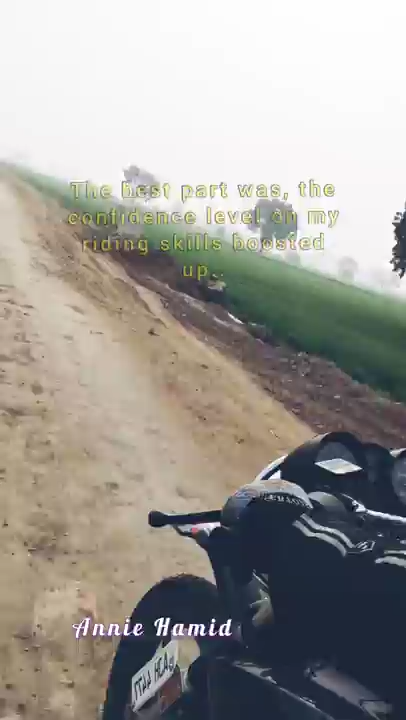 The best part was, the
confidence level on my
riding skills boosted
up..
Annie Hamid